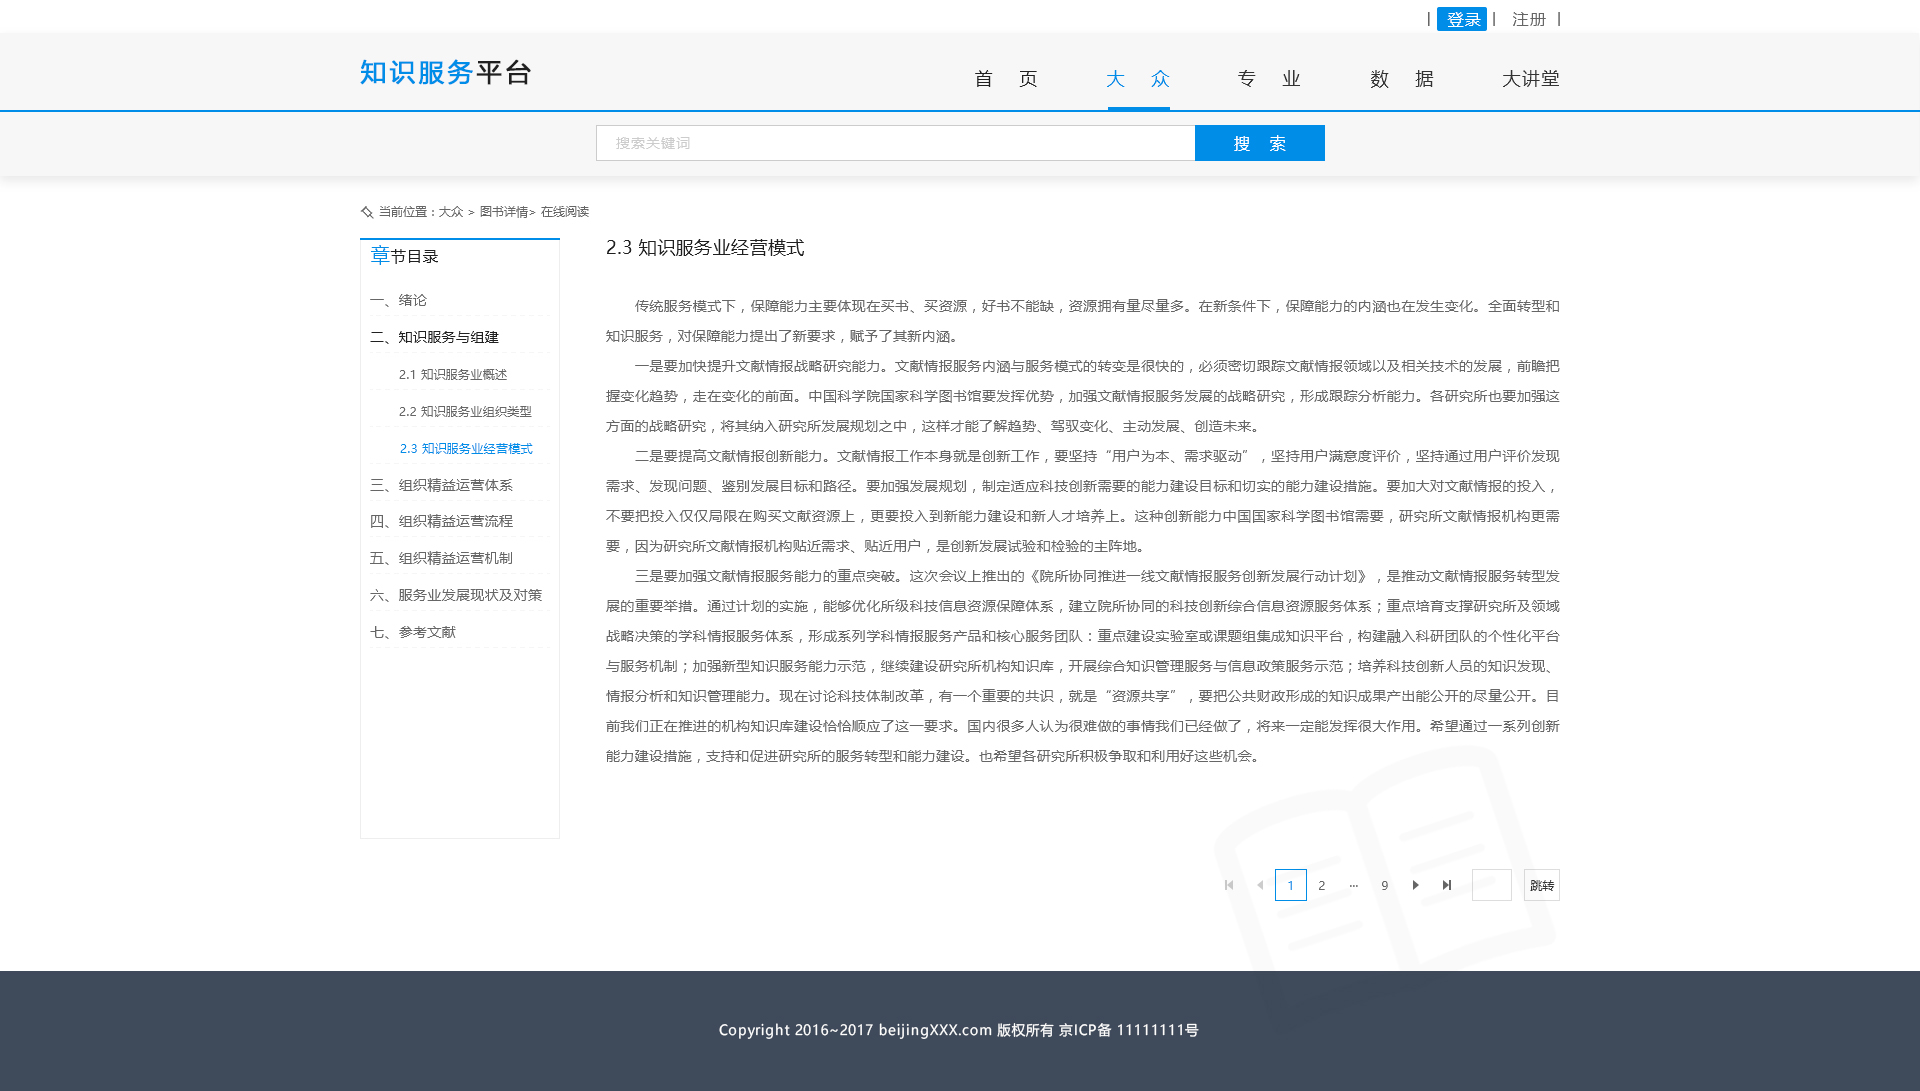 | 登录 | 注册 |
知识服务平台
首 页 大 众 专 业 数 据 大讲堂
搜索关键词 搜 索
当前位置：大众 > 图书详情> 在线阅读
章节目录
一、绪论
二、知识服务与组建
2.1 知识服务业概述
2.2 知识服务业组织类型
2.3 知识服务业经营模式
三、组织精益运营体系
四、组织精益运营流程
五、组织精益运营机制
六、服务业发展现状及对策
七、参考文献
2.3 知识服务业经营模式
传统服务模式下，保障能力主要体现在买书、买资源，好书不能缺，资源拥有量尽量多。在新条件下，保障能力的内涵也在发生变化。全面转型和
知识服务，对保障能力提出了新要求，赋予了其新内涵。
一是要加快提升文献情报战略研究能力。文献情报服务内涵与服务模式的转变是很快的，必须密切跟踪文献情报领域以及相关技术的发展，前瞻把
握变化趋势，走在变化的前面。中国科学院国家科学图书馆要发挥优势，加强文献情报服务发展的战略研究，形成跟踪分析能力。各研究所也要加强这
方面的战略研究，将其纳入研究所发展规划之中，这样才能了解趋势、驾驭变化、主动发展、创造未来。
二是要提高文献情报创新能力。文献情报工作本身就是创新工作，要坚持“用户为本、需求驱动”，坚持用户满意度评价，坚持通过用户评价发现
需求、发现问题、鉴别发展目标和路径。要加强发展规划，制定适应科技创新需要的能力建设目标和切实的能力建设措施。要加大对文献情报的投入，
不要把投入仅仅局限在购买文献资源上，更要投入到新能力建设和新人才培养上。这种创新能力中国国家科学图书馆需要，研究所文献情报机构更需
要，因为研究所文献情报机构贴近需求、贴近用户，是创新发展试验和检验的主阵地。
三是要加强文献情报服务能力的重点突破。这次会议上推出的《院所协同推进一线文献情报服务创新发展行动计划》，是推动文献情报服务转型发
展的重要举措。通过计划的实施，能够优化所级科技信息资源保障体系，建立院所协同的科技创新综合信息资源服务体系；重点培育支撑研究所及领域
战略决策的学科情报服务体系，形成系列学科情报服务产品和核心服务团队：重点建设实验室或课题组集成知识平台，构建融入科研团队的个性化平台
与服务机制；加强新型知识服务能力示范，继续建设研究所机构知识库，开展综合知识管理服务与信息政策服务示范；培养科技创新人员的知识发现、
情报分析和知识管理能力。现在讨论科技体制改革，有一个重要的共识，就是“资源共享”，要把公共财政形成的知识成果产出能公开的尽量公开。目
前我们正在推进的机构知识库建设恰恰顺应了这一要求。国内很多人认为很难做的事情我们已经做了，将来一定能发挥很大作用。希望通过一系列创新
能力建设措施，支持和促进研究所的服务转型和能力建设。也希望各研究所积极争取和利用好这些机会。
1 2 ... 9 跳转
Copyright 2016~2017 beijingXXX.com 版权所有 京ICP备 11111111号